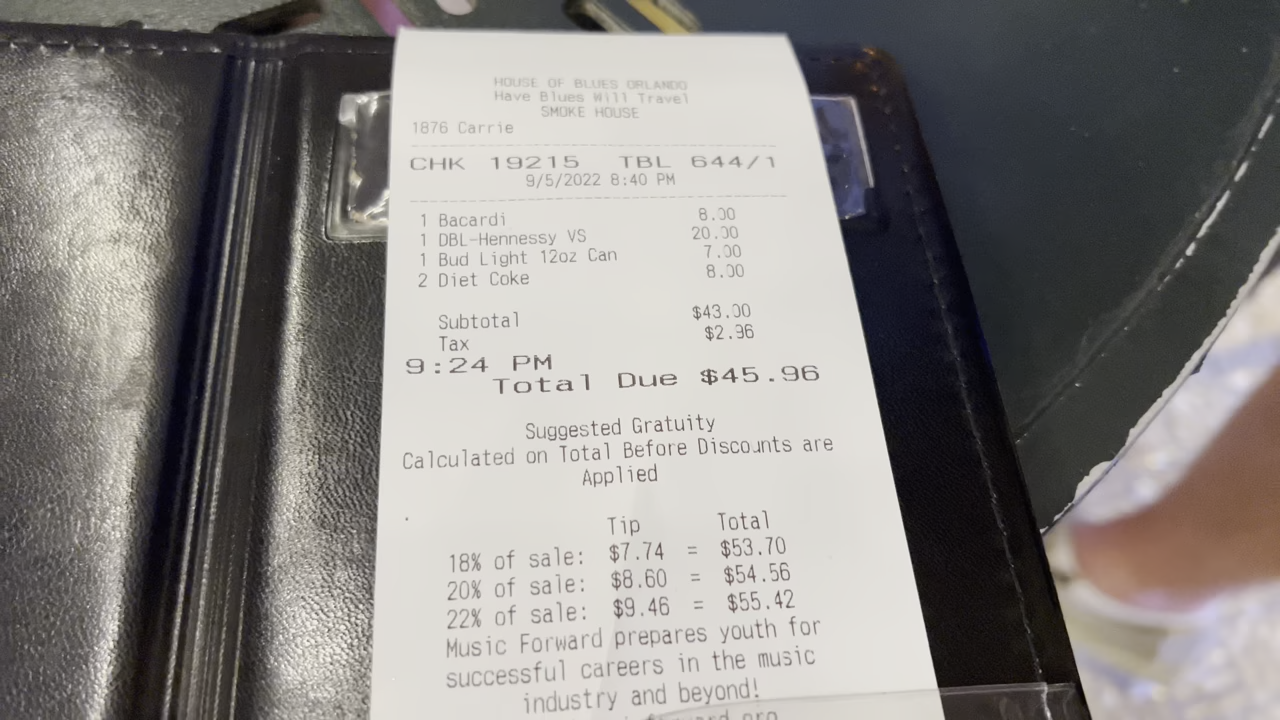 HOUSE OF BLUES ORLANDO
Have Blues Will Travel
SMOKE HOUSE
1876 Carrie
CHK 19215 TBL 644/1
9/5/2022 8:40 PM
1 Bacardi 8.00
1 DBL-Hennessy VS 20.00
1 Bud Light 12oz Can 7.00
2 Diet Coke 8.00
Subtotal $43.00
Tax $2.96
9:24 PM
Total Due $45.96
Suggested Gratuity
Calculated on Total Before Discounts are
Applied
Tip Total
18% of sale: $7.74 = $53.70
20% of sale: $8.60 = $54.56
22% of sale: $9.46 = $55.42
Music Forward prepares youth for
successful careers in the music
industry and beyond!